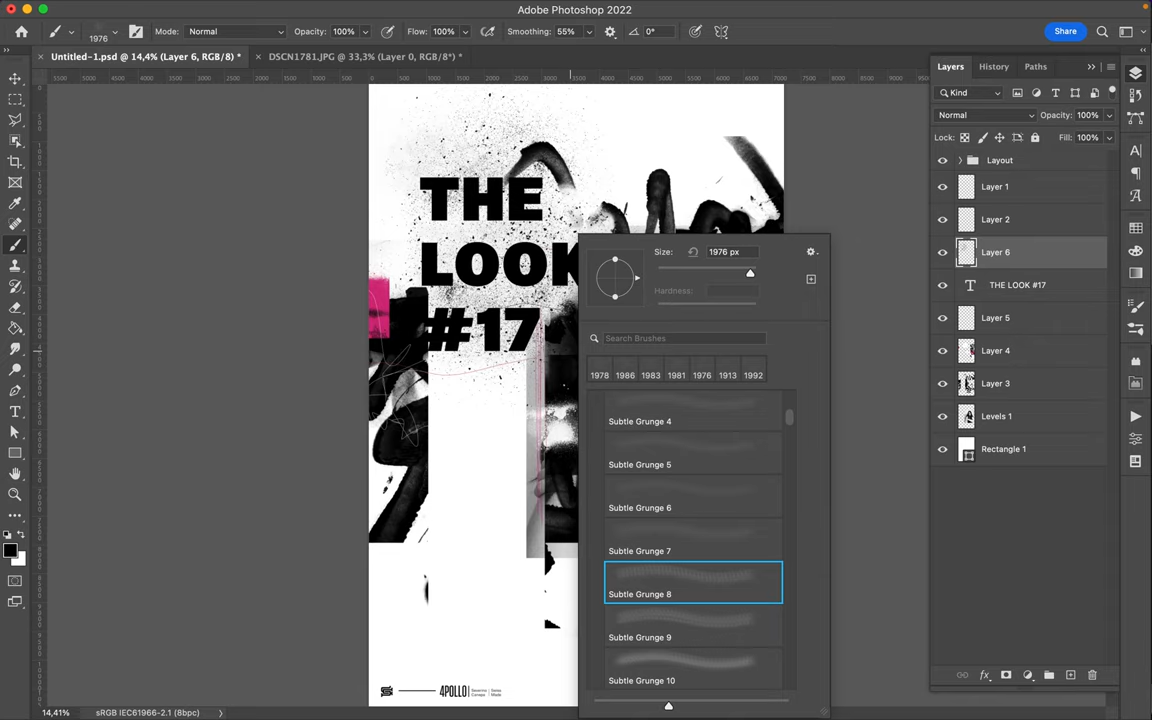 Adobe Photoshop 2022
1976 Mode: Normal Opacity: 100% Flow: 100% Smoothing: 55% 0° Share
Untitled-1.psd @ 14,4% (Layer 6, RGB/8) * DSCN1781.JPG @ 33,3% (Layer 0, RGB/8*) *
Layers History Paths
Kind
Normal Opacity: 100%
Lock: Fill: 100%
Layout
Layer 1
Layer 2
Layer 6
THE LOOK #17
Layer 5
Layer 4
Layer 3
Levels 1
Rectangle 1
THE
LOOK
#17
4POLLO
Size: 1976 px
Hardness:
Search Brushes
1978 1986 1983 1981 1976 1913 1992
Subtle Grunge 4
Subtle Grunge 5
Subtle Grunge 6
Subtle Grunge 7
Subtle Grunge 8
Subtle Grunge 9
Subtle Grunge 10
14,41% sRGB IEC61966-2.1 (8bpc)